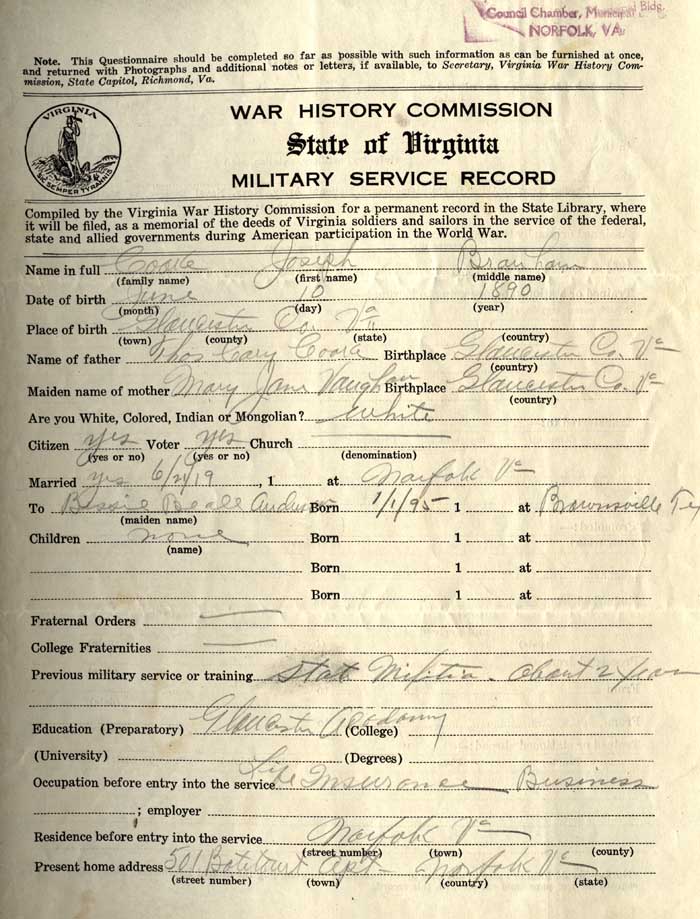 Council Chamber, Municipal Bldg.
NORFOLK, VA.
Note. This Questionnaire should be completed so far as possible with such information as can be furnished at once,
and returned with Photographs and additional notes or letters, if available, to Secretary, Virginia War History Com-
mission, State Capitol, Richmond, Va.
VIRGINIA
SIC SEMPER TYRANNIS
WAR HISTORY COMMISSION
State of Virginia
MILITARY SERVICE RECORD
Compiled by the Virginia War History Commission for a permanent record in the State Library, where
it will be filed, as a memorial of the deeds of Virginia soldiers and sailors in the service of the federal,
state and allied governments during American participation in the World War.
Name in full Cooke Joseph Branham
(family name) (first name) (middle name)
Date of birth June 10 1890
(month) (day) (year)
Place of birth Gloucester Co. Va
(town) (county) (state) (country)
Name of father Thos Cary Cooke Birthplace Gloucester Co. Va
(country)
Maiden name of mother Mary Jane Vaughan Birthplace Gloucester Co. Va
(country)
Are you White, Colored, Indian or Mongolian? White
Citizen yes Voter yes Church
(yes or no) (yes or no) (denomination)
Married yes 6/21/19, 1 at Norfolk Va
To Bessie Beall Anderson Born 1/1/95 1 at Brownsville Tex
(maiden name)
Children none Born 1 at
(name)
Born 1 at
Born 1 at
Fraternal Orders
College Fraternities
Previous military service or training State Militia - about 2 years
Education (Preparatory) Gloucester Academy (College)
(University) (Degrees)
Occupation before entry into the service Life Insurance Business
; employer
Residence before entry into the service Norfolk Va
(street number) (town) (county)
Present home address 501 Botetourt Apt - Norfolk Va
(street number) (town) (country) (state)